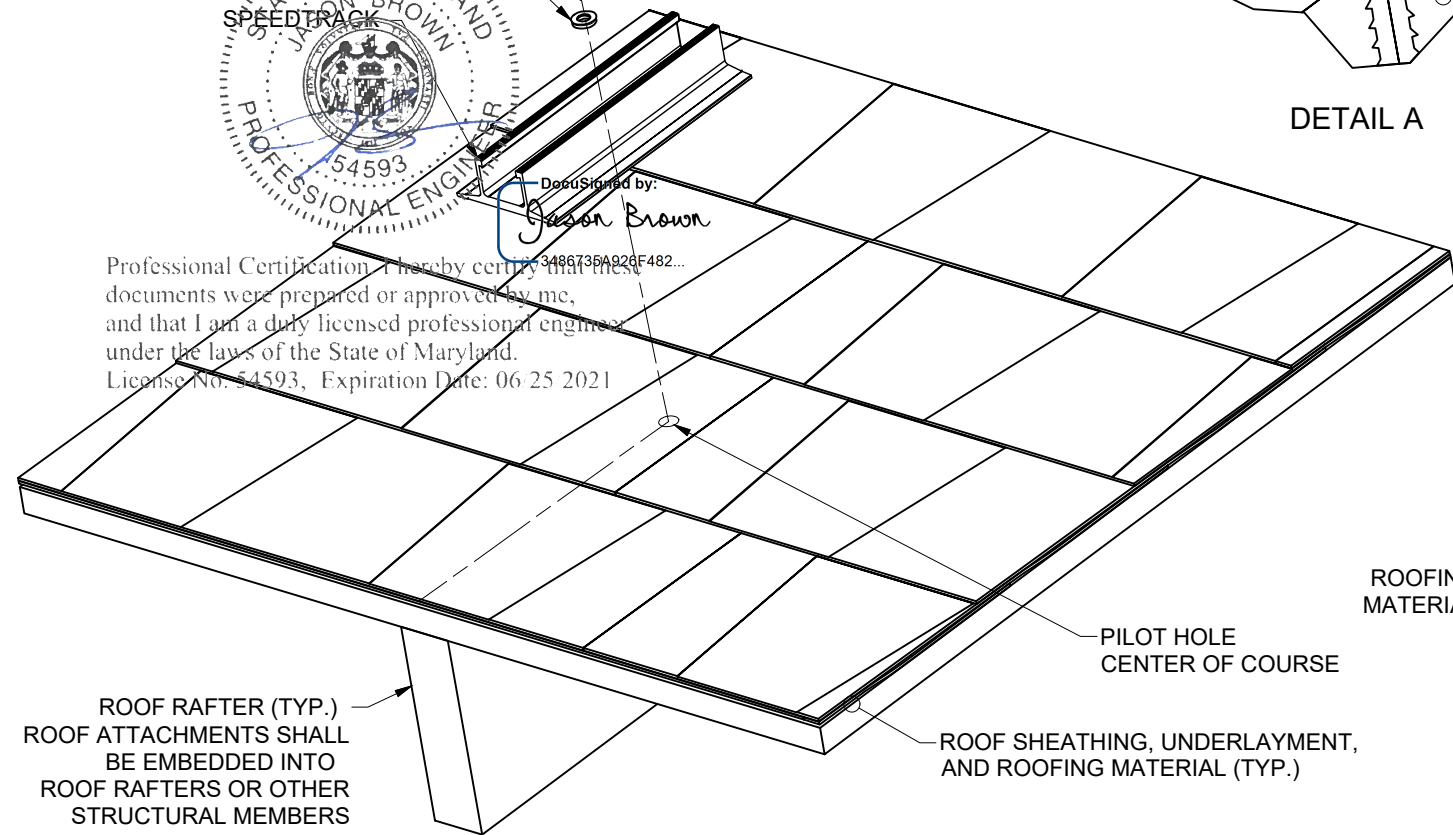 SPEEDTRACK
JASON BROWN
54593
PROFESSIONAL ENGINEER
DETAIL A
DocuSigned by:
Jason Brown
3486735A926F482...
Professional Certification. I hereby certify that these
documents were prepared or approved by me,
and that I am a duly licensed professional engineer
under the laws of the State of Maryland.
License No. 54593, Expiration Date: 06/25 2021
ROOFIN
MATERIA
PILOT HOLE
CENTER OF COURSE
ROOF RAFTER (TYP.)
ROOF ATTACHMENTS SHALL
BE EMBEDDED INTO
ROOF RAFTERS OR OTHER
STRUCTURAL MEMBERS
ROOF SHEATHING, UNDERLAYMENT,
AND ROOFING MATERIAL (TYP.)